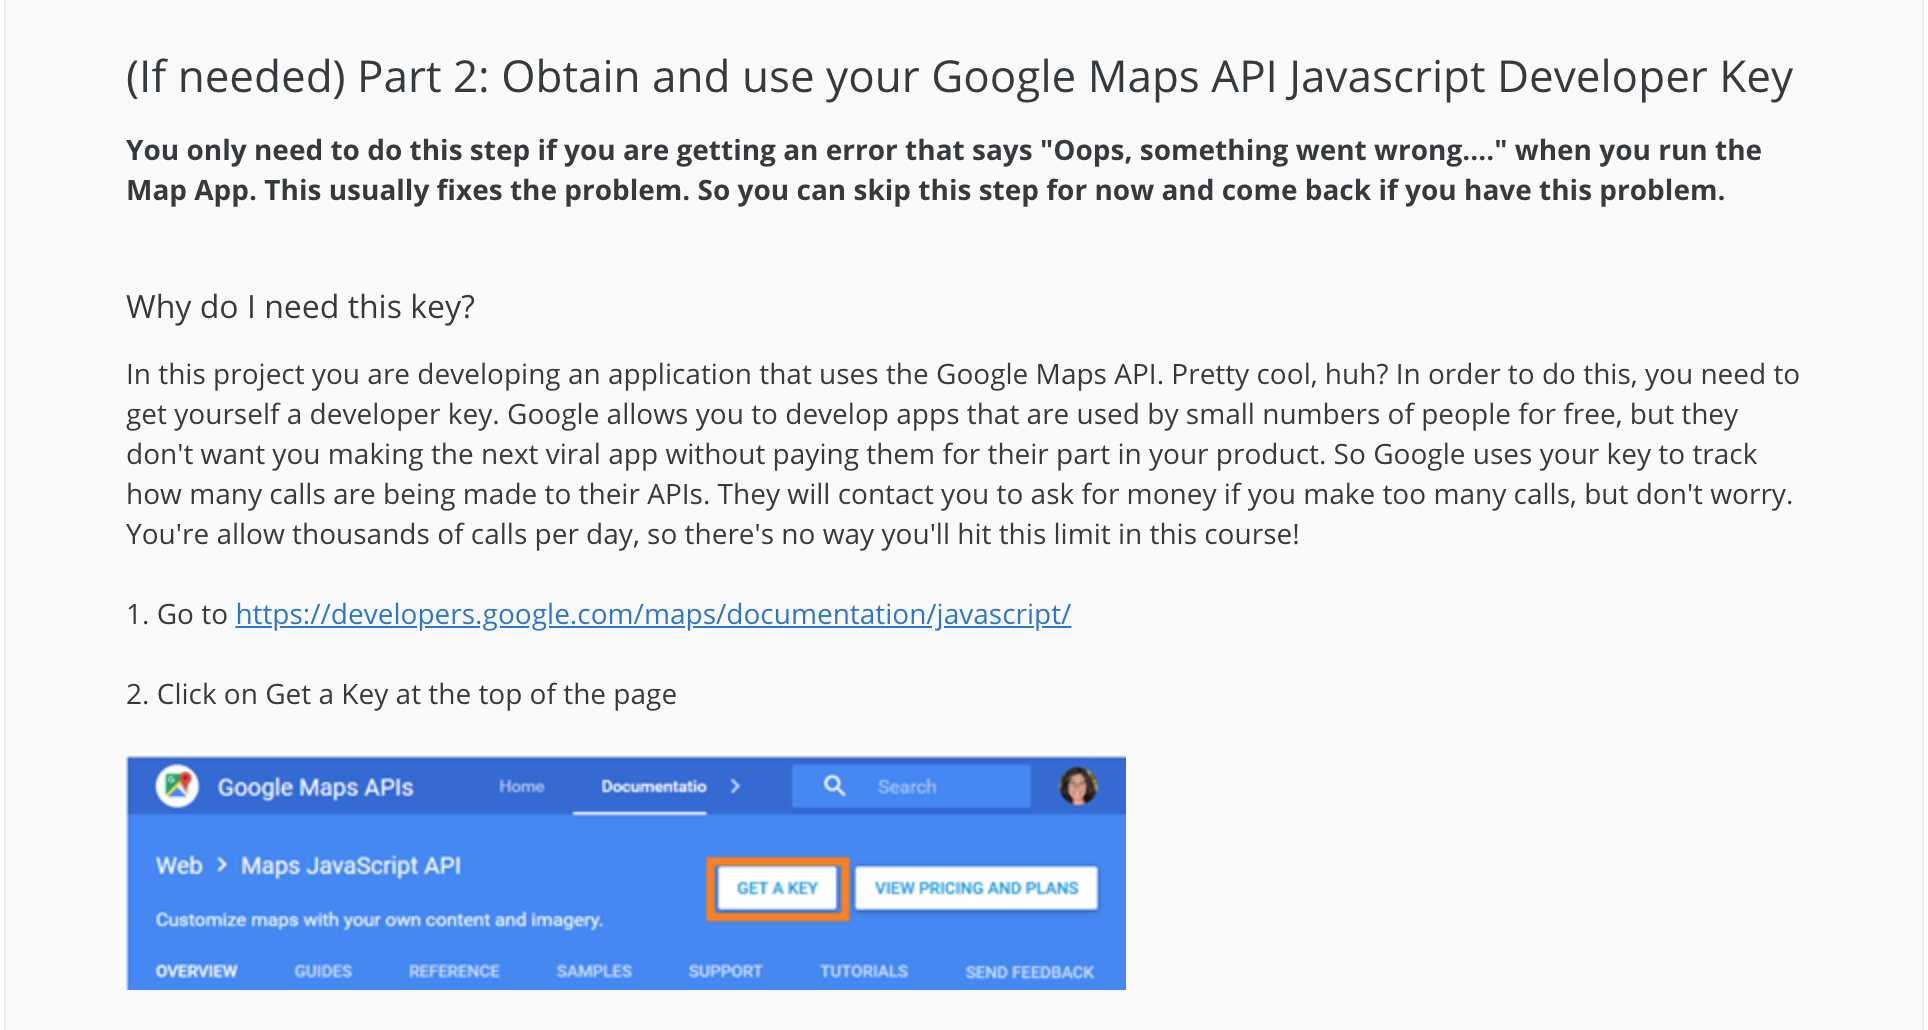 (If needed) Part 2: Obtain and use your Google Maps API Javascript Developer Key
You only need to do this step if you are getting an error that says "Oops, something went wrong...." when you run the
Map App. This usually fixes the problem. So you can skip this step for now and come back if you have this problem.
Why do I need this key?
In this project you are developing an application that uses the Google Maps API. Pretty cool, huh? In order to do this, you need to
get yourself a developer key. Google allows you to develop apps that are used by small numbers of people for free, but they
don't want you making the next viral app without paying them for their part in your product. So Google uses your key to track
how many calls are being made to their APIs. They will contact you to ask for money if you make too many calls, but don't worry.
You're allow thousands of calls per day, so there's no way you'll hit this limit in this course!
1. Go to https://developers.google.com/maps/documentation/javascript/
2. Click on Get a Key at the top of the page
Google Maps APIs Home Documentatio > Search
Web > Maps JavaScript API
GET A KEY VIEW PRICING AND PLANS
Customize maps with your own content and imagery.
OVERVIEW GUIDES REFERENCE SAMPLES SUPPORT TUTORIALS SEND FEEDBACK